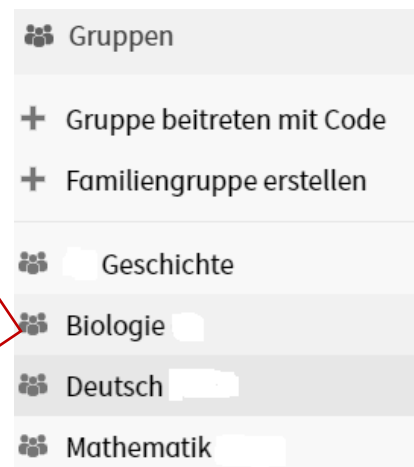 Gruppen
+ Gruppe beitreten mit Code
+ Familiengruppe erstellen
Geschichte
Biologie
Deutsch
Mathematik